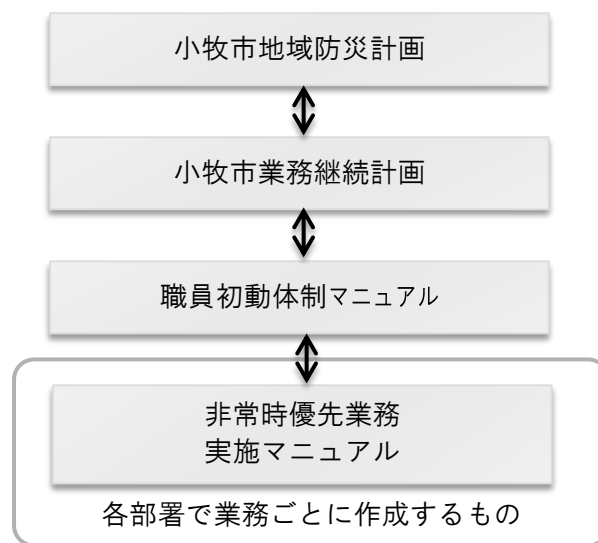 小牧市地域防災計画
小牧市業務継続計画
職員初動体制マニュアル
非常時優先業務
実施マニュアル
各部署で業務ごとに作成するもの